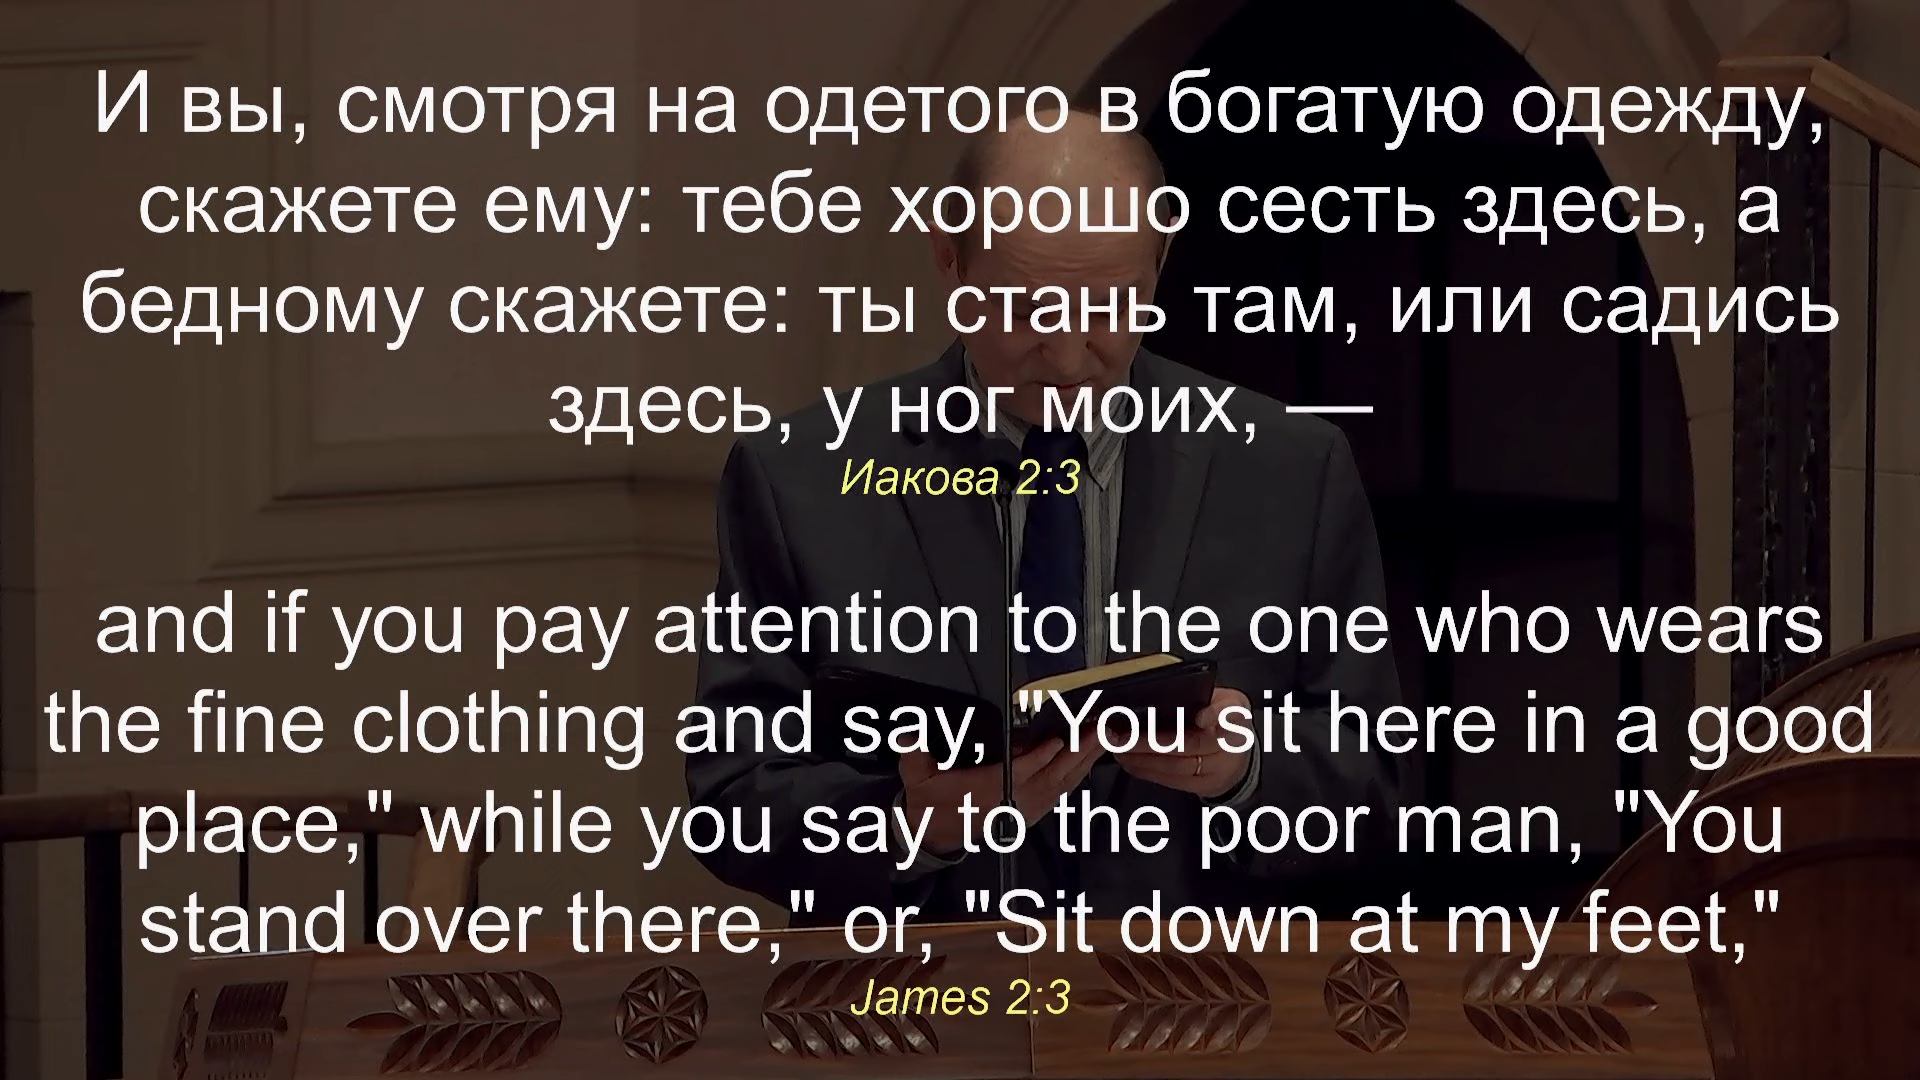 И вы, смотря на одетого в богатую одежду,
скажете ему: тебе хорошо сесть здесь, а
бедному скажете: ты стань там, или садись
здесь, у ног моих, —
Иакова 2:3
and if you pay attention to the one who wears
the fine clothing and say, "You sit here in a good
place," while you say to the poor man, "You
stand over there," or, "Sit down at my feet,"
James 2:3